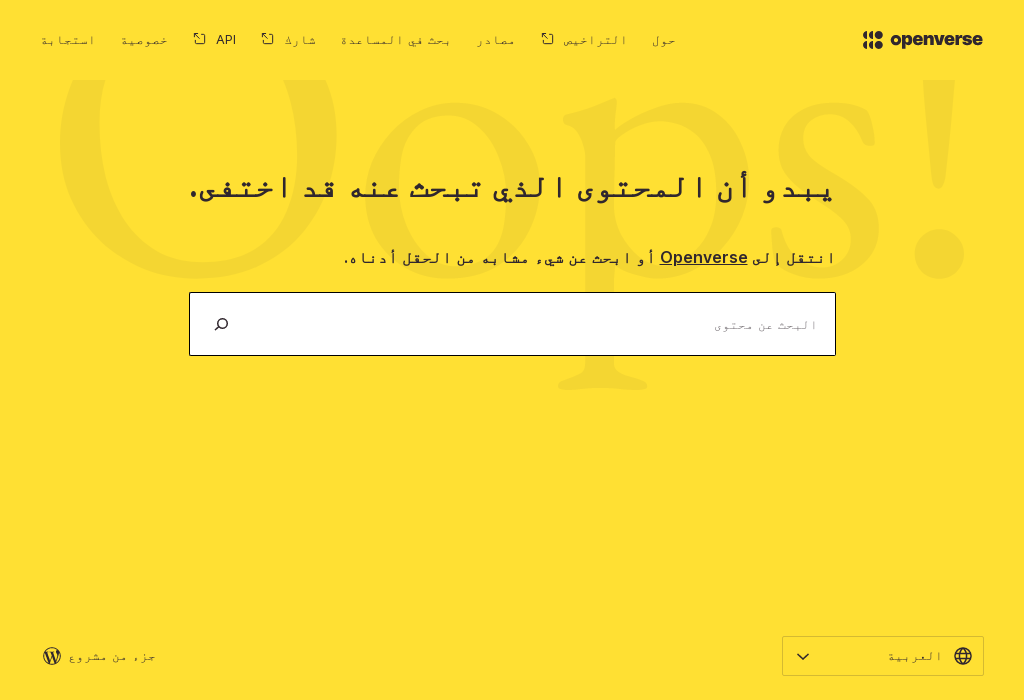 openverse
حول
التراخيص
مصادر
بحث في المساعدة
شارك
API
خصوصية
استجابة
Oops!
يبدو أن المحتوى الذي تبحث عنه قد اختفى.
انتقل إلى Openverse أو ابحث عن شيء مشابه من الحقل أدناه.
البحث عن محتوى
العربية
جزء من مشروع